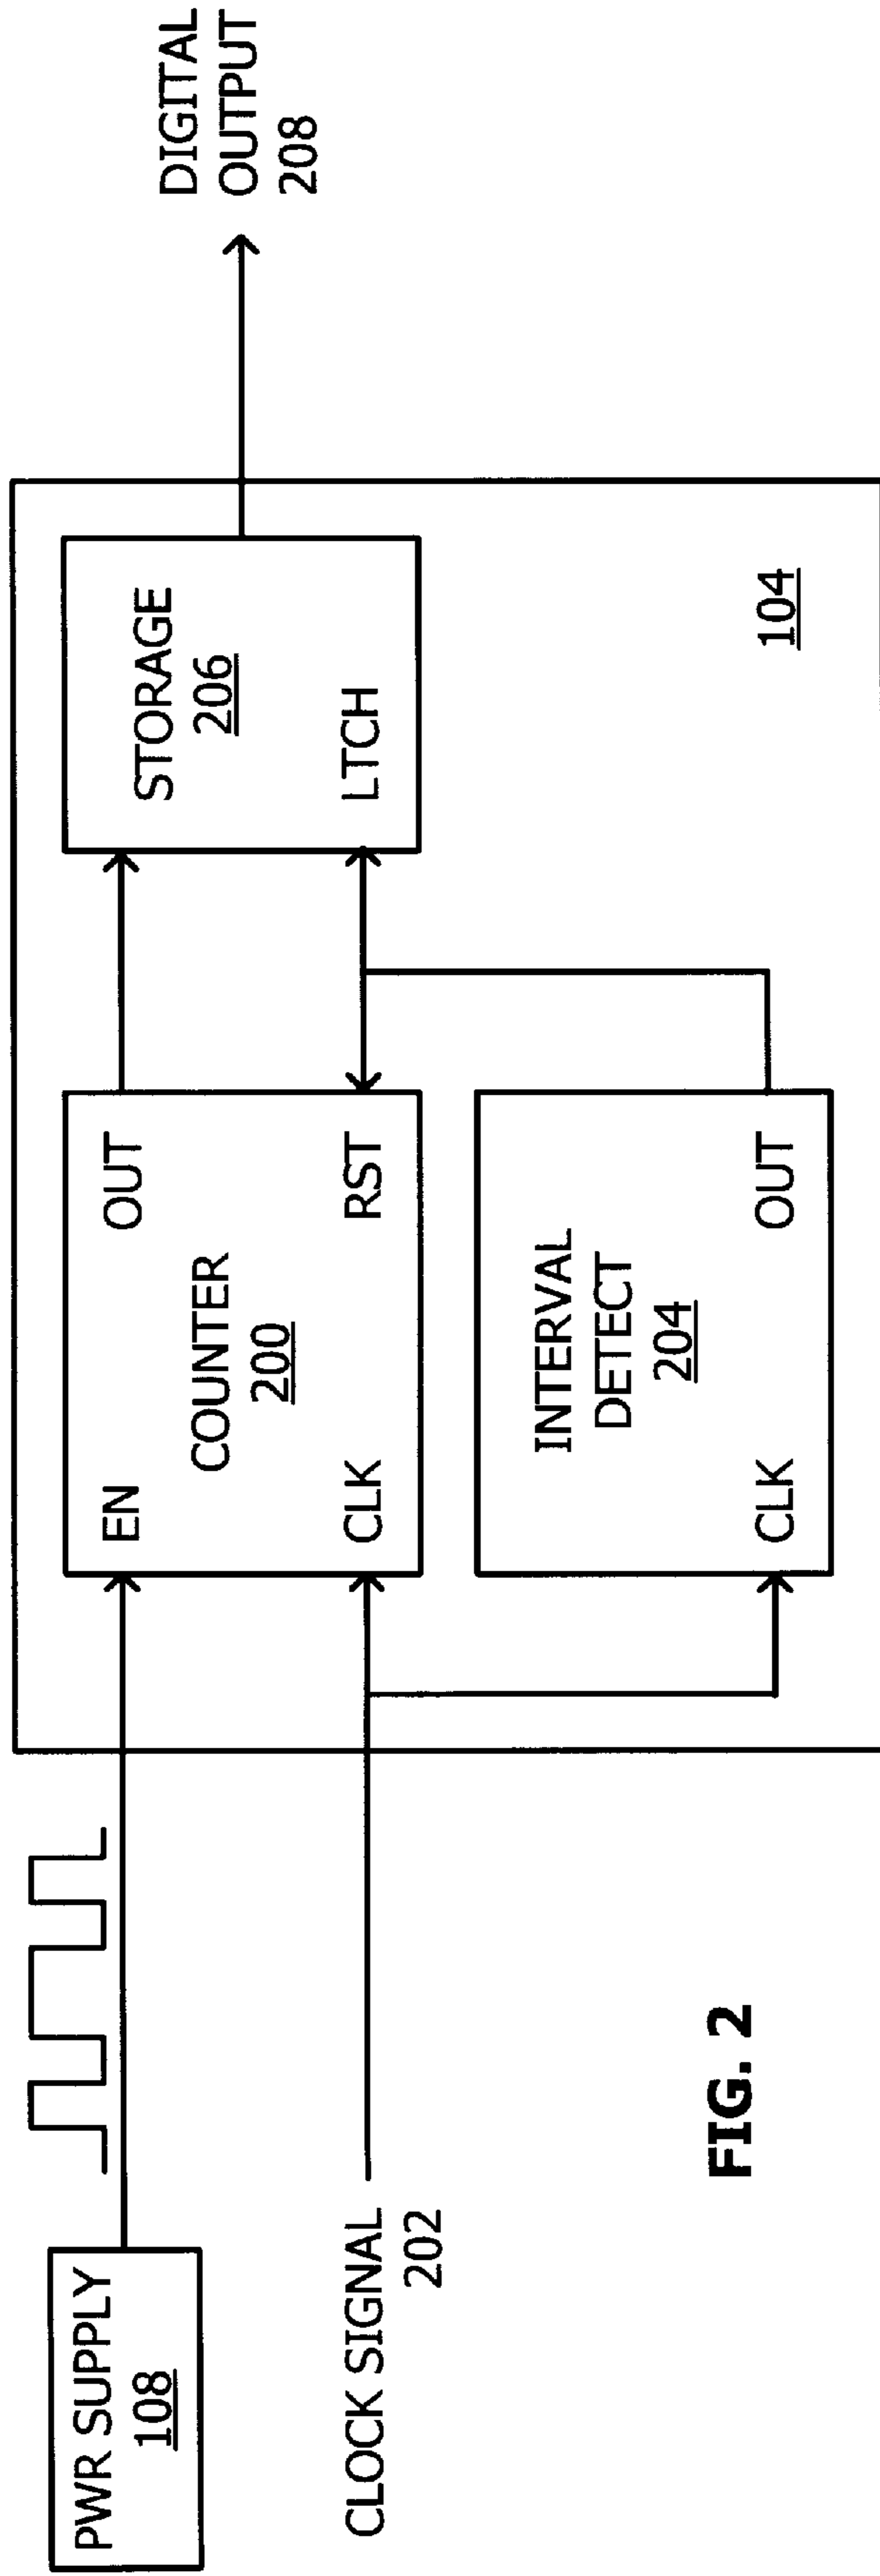 PWR SUPPLY
108
CLOCK SIGNAL
202
EN
OUT
COUNTER
200
CLK
RST
INTERVAL
DETECT
204
CLK
OUT
STORAGE
206
LTCH
104
DIGITAL
OUTPUT
208
FIG. 2